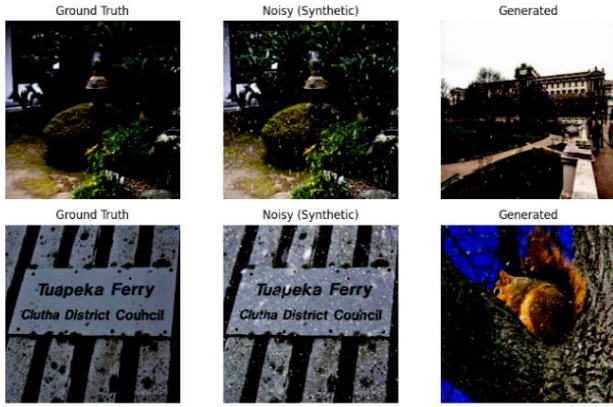 Ground Truth
Noisy (Synthetic)
Generated
Ground Truth
Noisy (Synthetic)
Generated
Tuapeka Ferry
Clutha District Council
Tuapeka Ferry
Clutha District Council